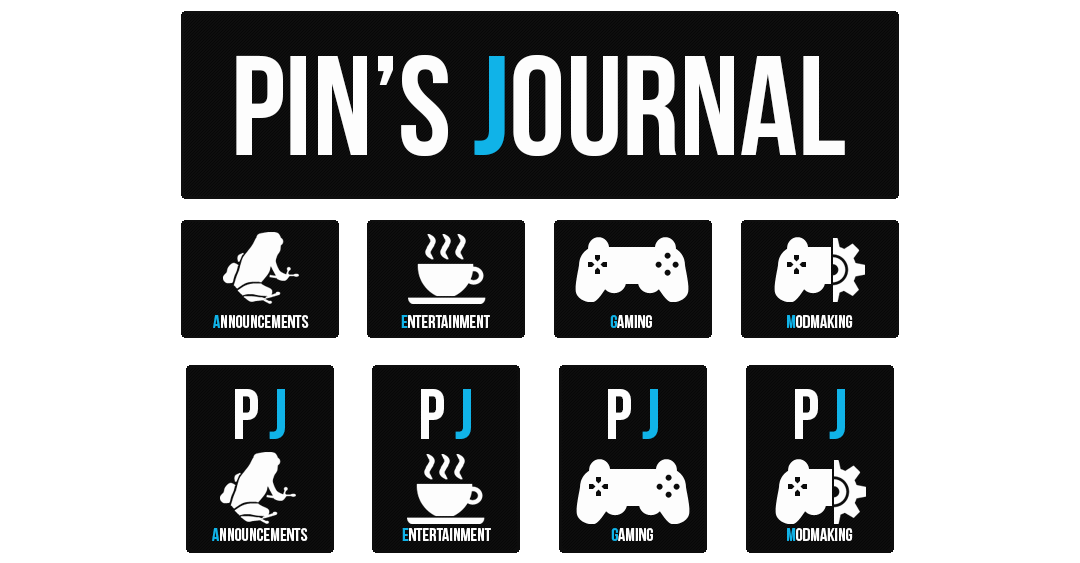 PIN'S JOURNAL
ANNOUNCEMENTS
ENTERTAINMENT
GAMING
MODMAKING
P J
ANNOUNCEMENTS
P J
ENTERTAINMENT
P J
GAMING
P J
MODMAKING